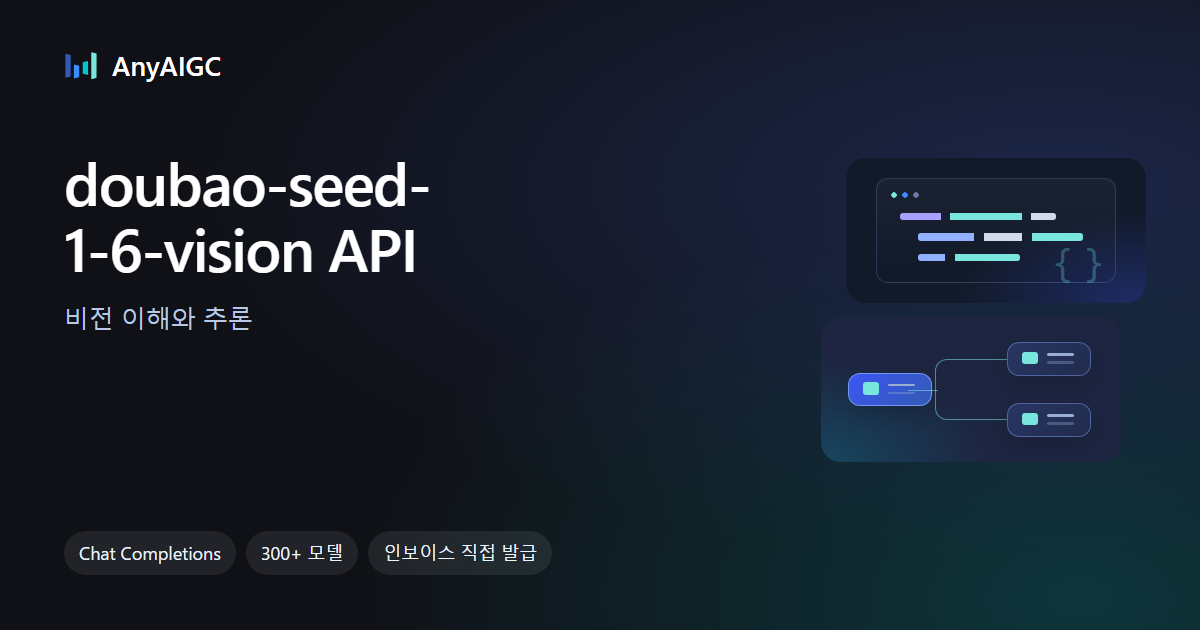 AnyAIGC
doubao-seed-
1-6-vision API
비전 이해와 추론
{ }
Chat Completions
300+ 모델
인보이스 직접 발급